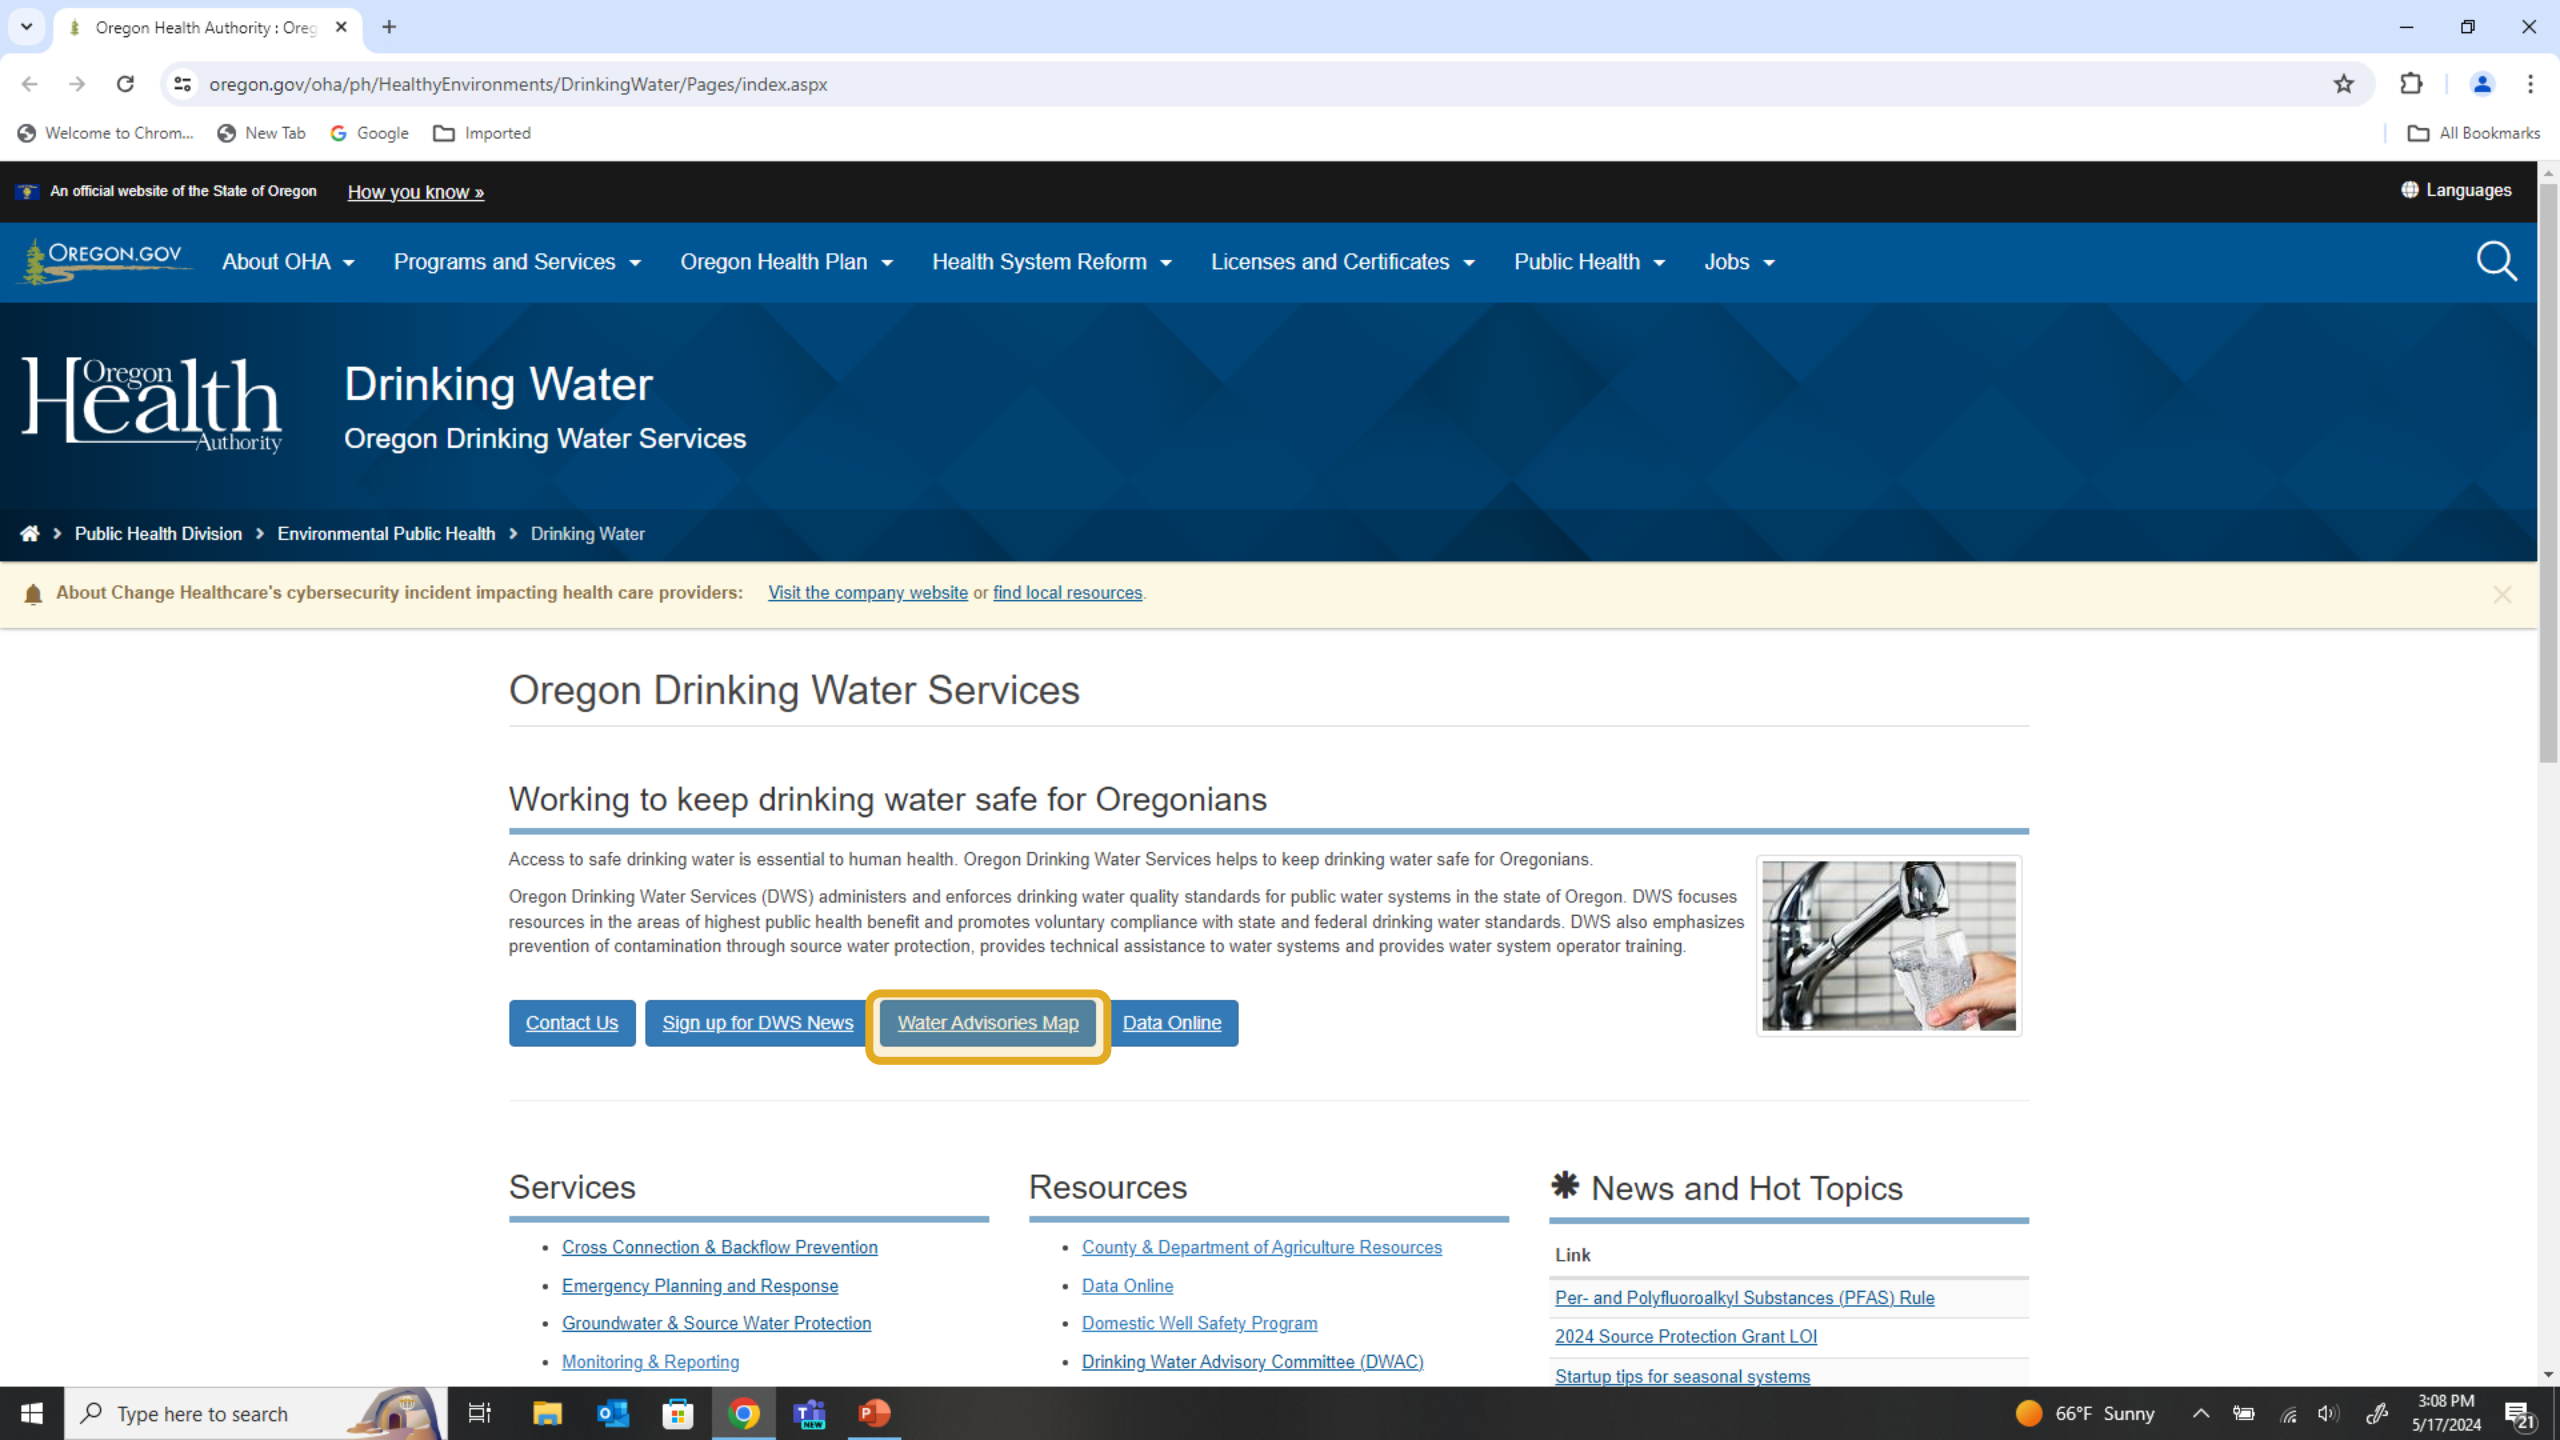 Oregon Health Authority : Oreg
oregon.gov/oha/ph/HealthyEnvironments/DrinkingWater/Pages/index.aspx
Welcome to Chrom...
New Tab
Google
Imported
All Bookmarks
An official website of the State of Oregon
How you know »
Languages
OREGON.GOV
About OHA
Programs and Services
Oregon Health Plan
Health System Reform
Licenses and Certificates
Public Health
Jobs
Oregon
Health
Authority
Drinking Water
Oregon Drinking Water Services
> Public Health Division > Environmental Public Health > Drinking Water
About Change Healthcare's cybersecurity incident impacting health care providers: Visit the company website or find local resources.
Oregon Drinking Water Services
Working to keep drinking water safe for Oregonians
Access to safe drinking water is essential to human health. Oregon Drinking Water Services helps to keep drinking water safe for Oregonians.
Oregon Drinking Water Services (DWS) administers and enforces drinking water quality standards for public water systems in the state of Oregon. DWS focuses
resources in the areas of highest public health benefit and promotes voluntary compliance with state and federal drinking water standards. DWS also emphasizes
prevention of contamination through source water protection, provides technical assistance to water systems and provides water system operator training.
Contact Us
Sign up for DWS News
Water Advisories Map
Data Online
Services
• Cross Connection & Backflow Prevention
• Emergency Planning and Response
• Groundwater & Source Water Protection
• Monitoring & Reporting
Resources
• County & Department of Agriculture Resources
• Data Online
• Domestic Well Safety Program
• Drinking Water Advisory Committee (DWAC)
✱ News and Hot Topics
Link
Per- and Polyfluoroalkyl Substances (PFAS) Rule
2024 Source Protection Grant LOI
Startup tips for seasonal systems
Type here to search
NEW
66°F Sunny
3:08 PM
5/17/2024
21